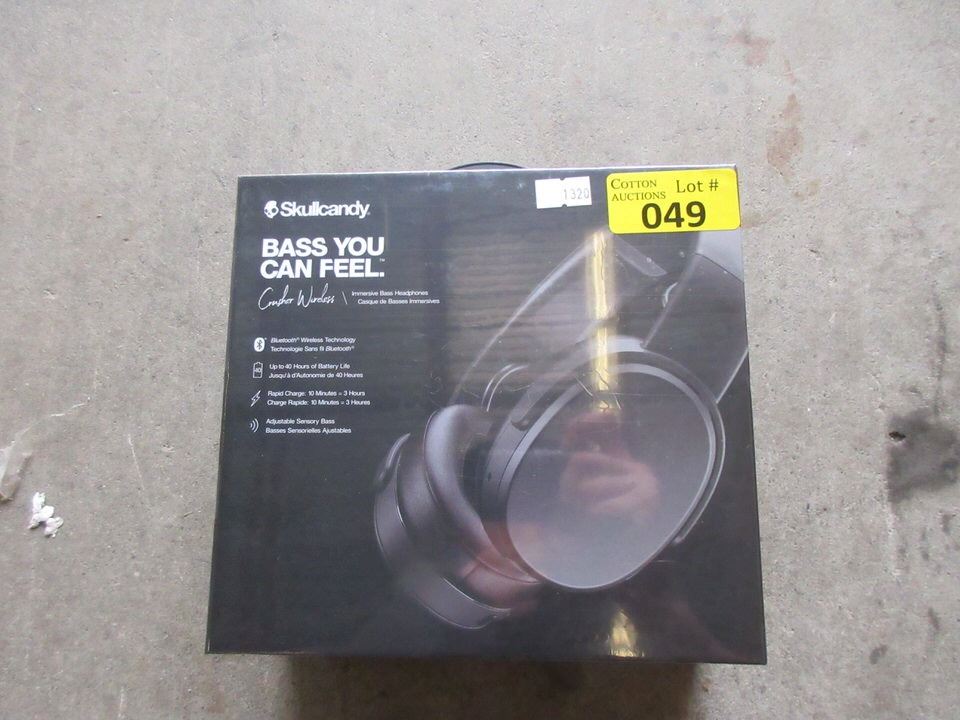 1320
COTTON
AUCTIONS Lot #
049
Skullcandy®
BASS YOU
CAN FEEL.™
Crusher Wireless \ Immersive Bass Headphones
Casque de Basses Immersives
Bluetooth® Wireless Technology
Technologie Sans fil Bluetooth®
40
Up to 40 Hours of Battery Life
Jusqu'à d'Autonomie de 40 Heures
Rapid Charge: 10 Minutes = 3 Hours
Charge Rapide: 10 Minutes = 3 Heures
Adjustable Sensory Bass
Basses Sensorielles Ajustables